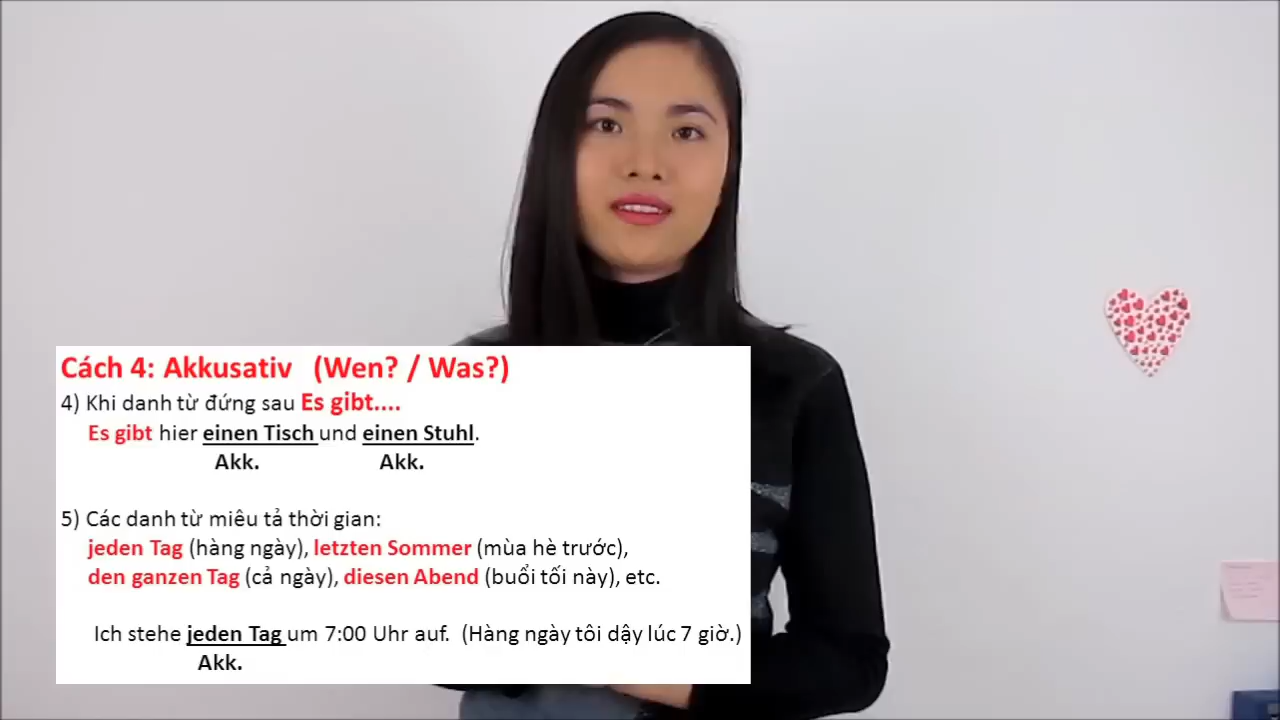 Cách 4: Akkusativ (Wen? / Was?)
4) Khi danh từ đứng sau Es gibt....
Es gibt hier einen Tisch und einen Stuhl.
Akk. Akk.
5) Các danh từ miêu tả thời gian:
jeden Tag (hàng ngày), letzten Sommer (mùa hè trước),
den ganzen Tag (cả ngày), diesen Abend (buổi tối này), etc.
Ich stehe jeden Tag um 7:00 Uhr auf. (Hàng ngày tôi dậy lúc 7 giờ.)
Akk.